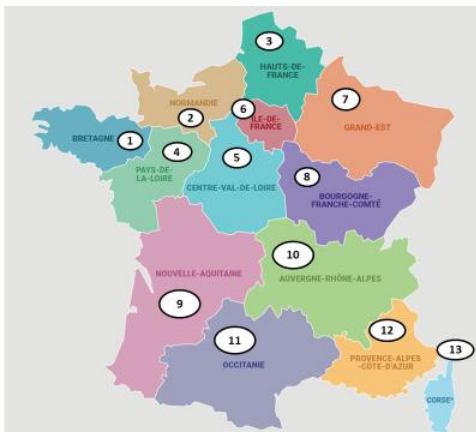 3
HAUTS-DE-
FRANCE
7
GRAND-EST
NORMANDIE
2
6
ÎLE-DE-
FRANCE
BRETAGNE
1
4
PAYS-DE-
LA-LOIRE
5
CENTRE-VAL-DE-LOIRE
8
BOURGOGNE-
FRANCHE-COMTÉ
10
AUVERGNE-RHÔNE-ALPES
NOUVELLE-AQUITAINE
9
11
OCCITANIE
12
PROVENCE-ALPES
-CÔTE-D'AZUR
13
CORSE*